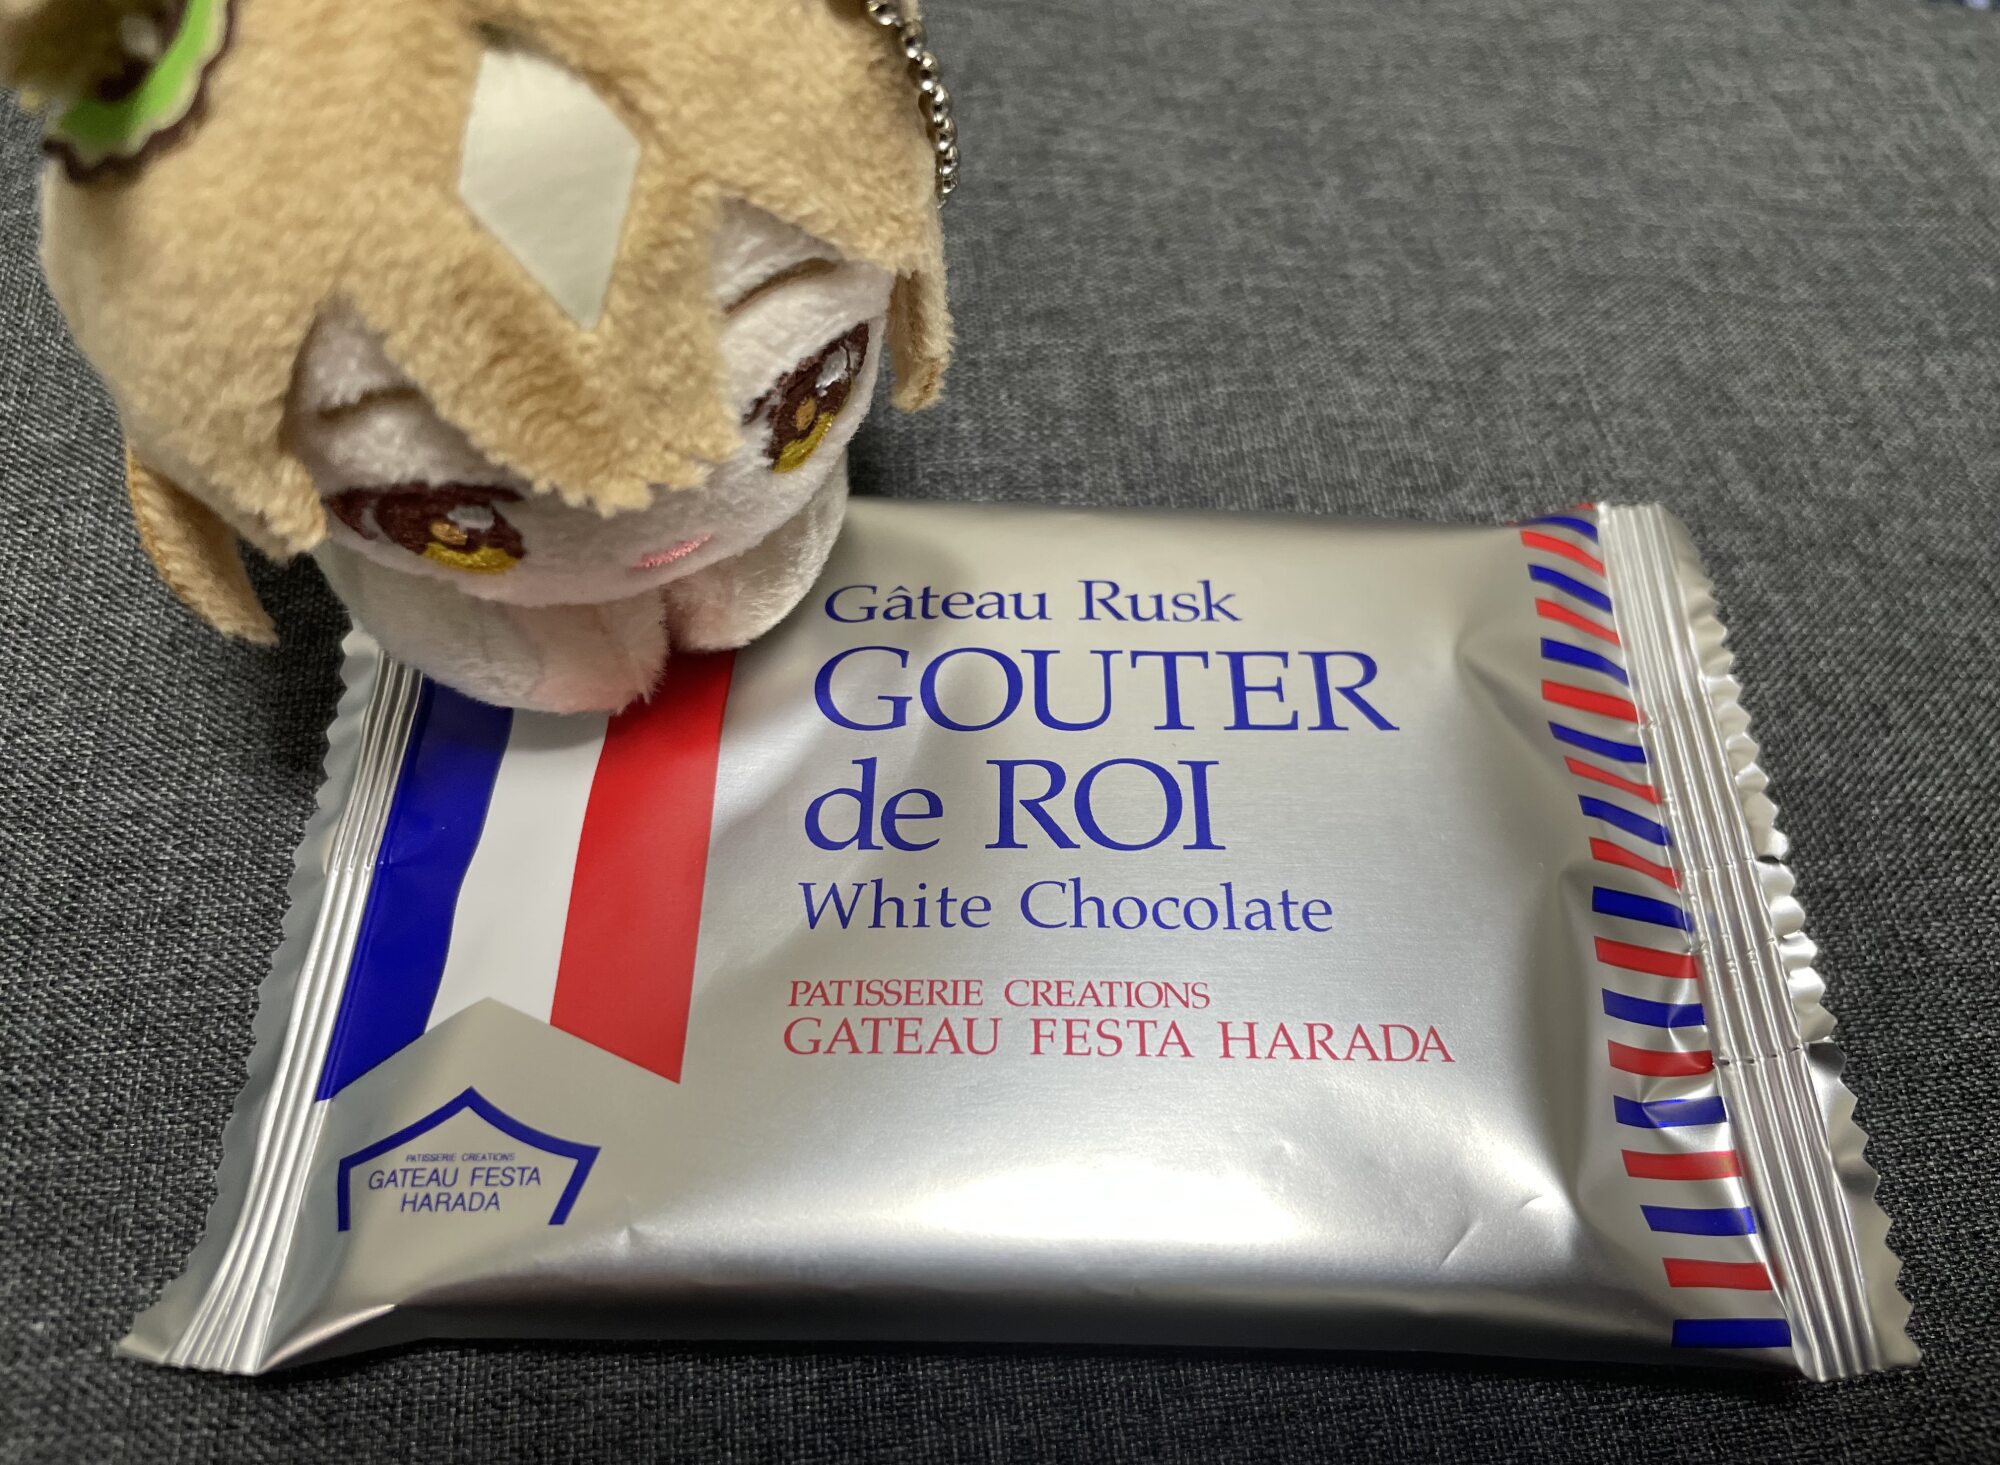 Gâteau Rusk
GOUTER
de ROI
White Chocolate
PATISSERIE CREATIONS
GATEAU FESTA HARADA
PATISSERIE CREATIONS
GATEAU FESTA
HARADA